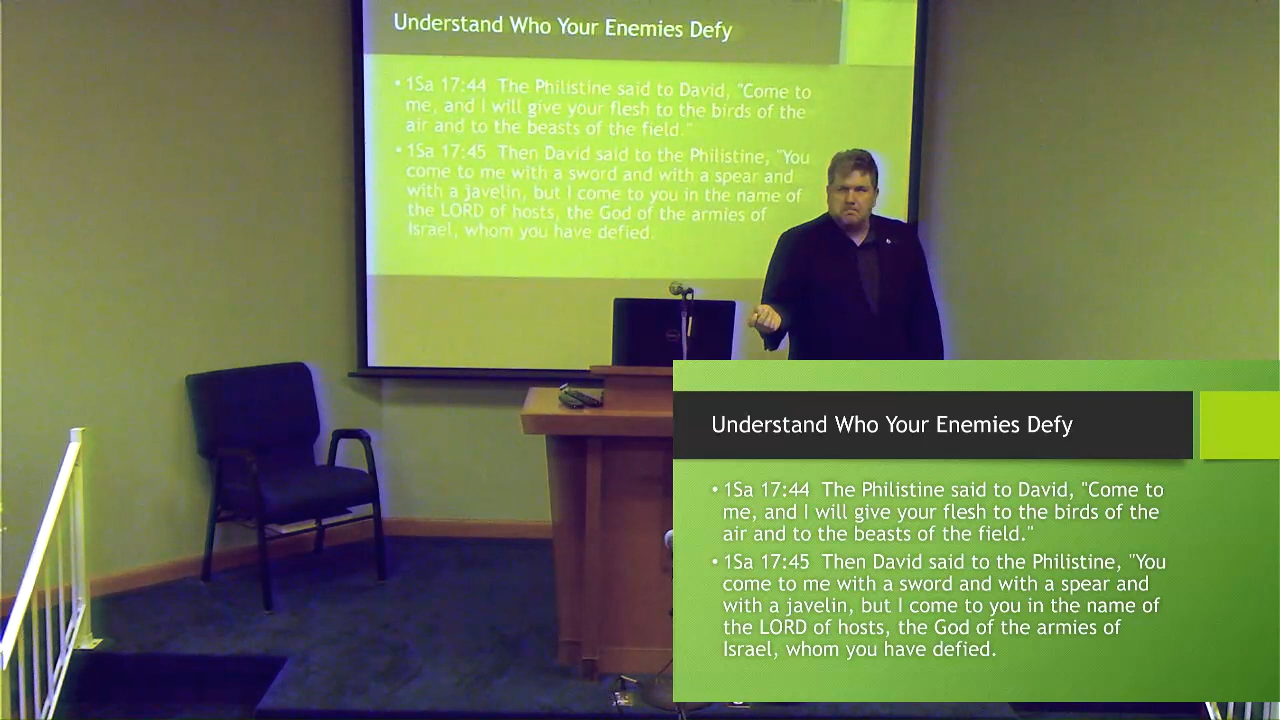 Understand Who Your Enemies Defy
• 1Sa 17:44 The Philistine said to David, "Come to
me, and I will give your flesh to the birds of the
air and to the beasts of the field."
• 1Sa 17:45 Then David said to the Philistine, "You
come to me with a sword and with a spear and
with a javelin, but I come to you in the name of
the LORD of hosts, the God of the armies of
Israel, whom you have defied.
Understand Who Your Enemies Defy
• 1Sa 17:44 The Philistine said to David, "Come to
me, and I will give your flesh to the birds of the
air and to the beasts of the field."
• 1Sa 17:45 Then David said to the Philistine, "You
come to me with a sword and with a spear and
with a javelin, but I come to you in the name of
the LORD of hosts, the God of the armies of
Israel, whom you have defied.